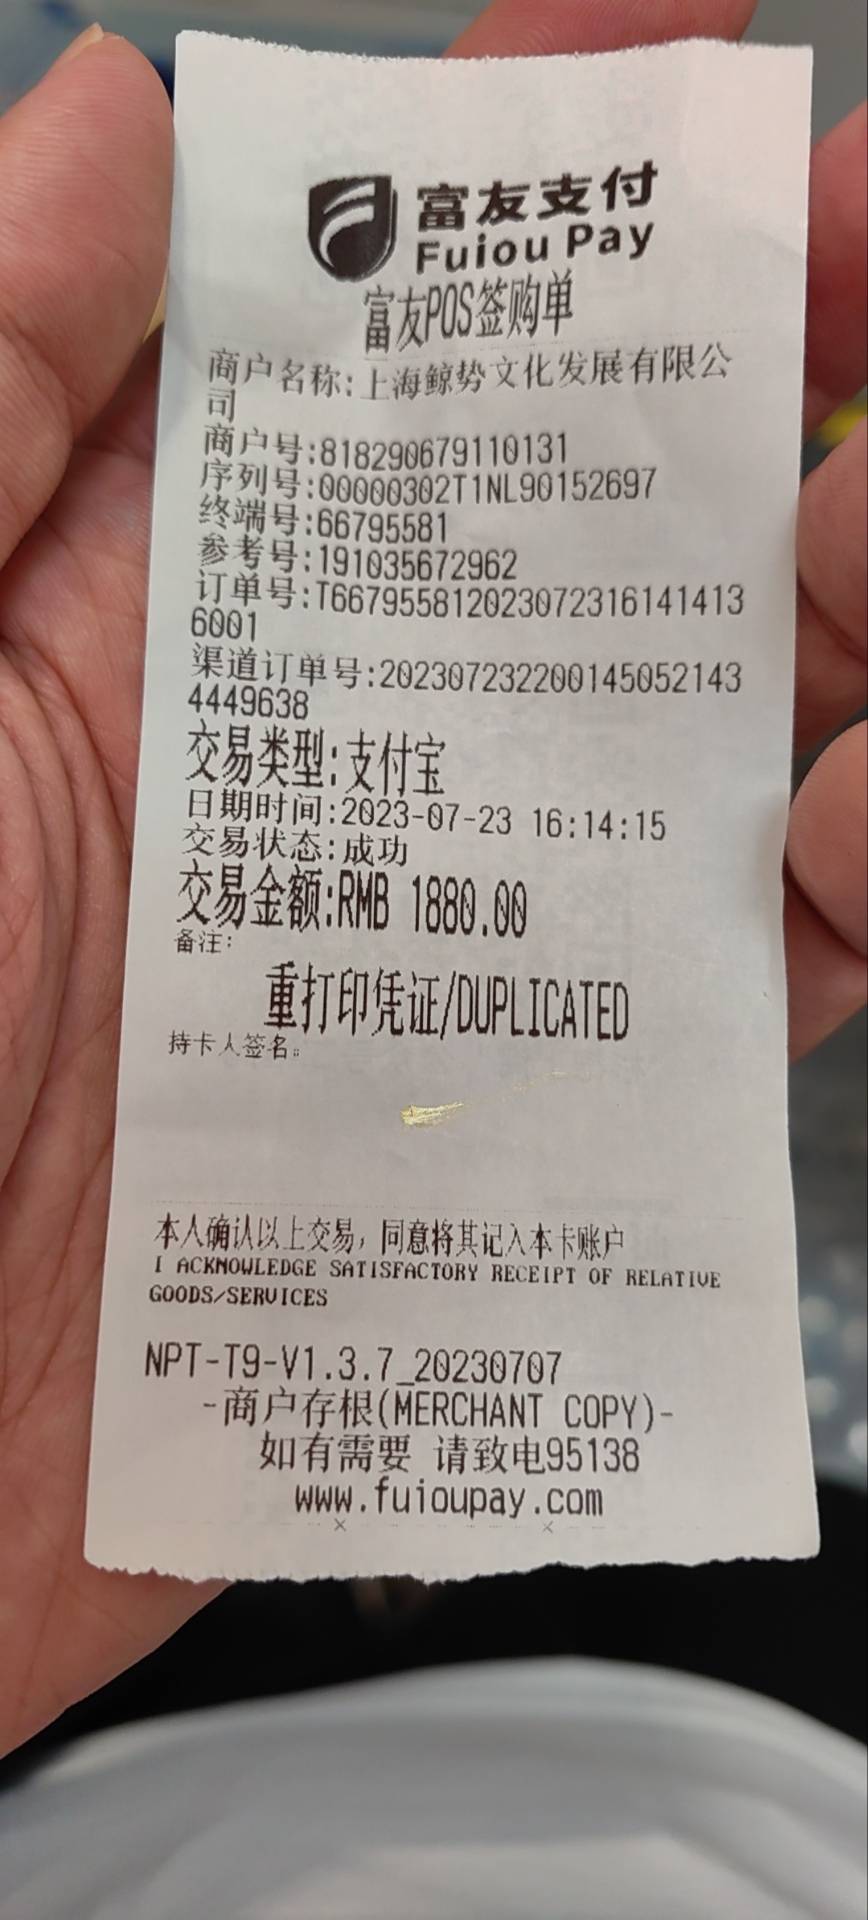 富友支付
Fuiou Pay
富友POS签购单
商户名称:上海鲸势文化发展有限公
司
商户号:818290679110131
序列号:00000302T1NL90152697
终端号:66795581
参考号:191035672962
订单号:T6679558120230723161414136001
渠道订单号:2023072322001450521434449638
交易类型:支付宝
日期时间:2023-07-23 16:14:15
交易状态:成功
交易金额:RMB 1880.00
备注:
重打印凭证/DUPLICATED
持卡人签名。
本人确认以上交易，同意将其记入本卡账户
I ACKNOWLEDGE SATISFACTORY RECEIPT OF RELATIVE
GOODS/SERVICES
NPT-T9-V1.3.7_20230707
-商户存根(MERCHANT COPY)-
如有需要 请致电95138
www.fuioupay.com